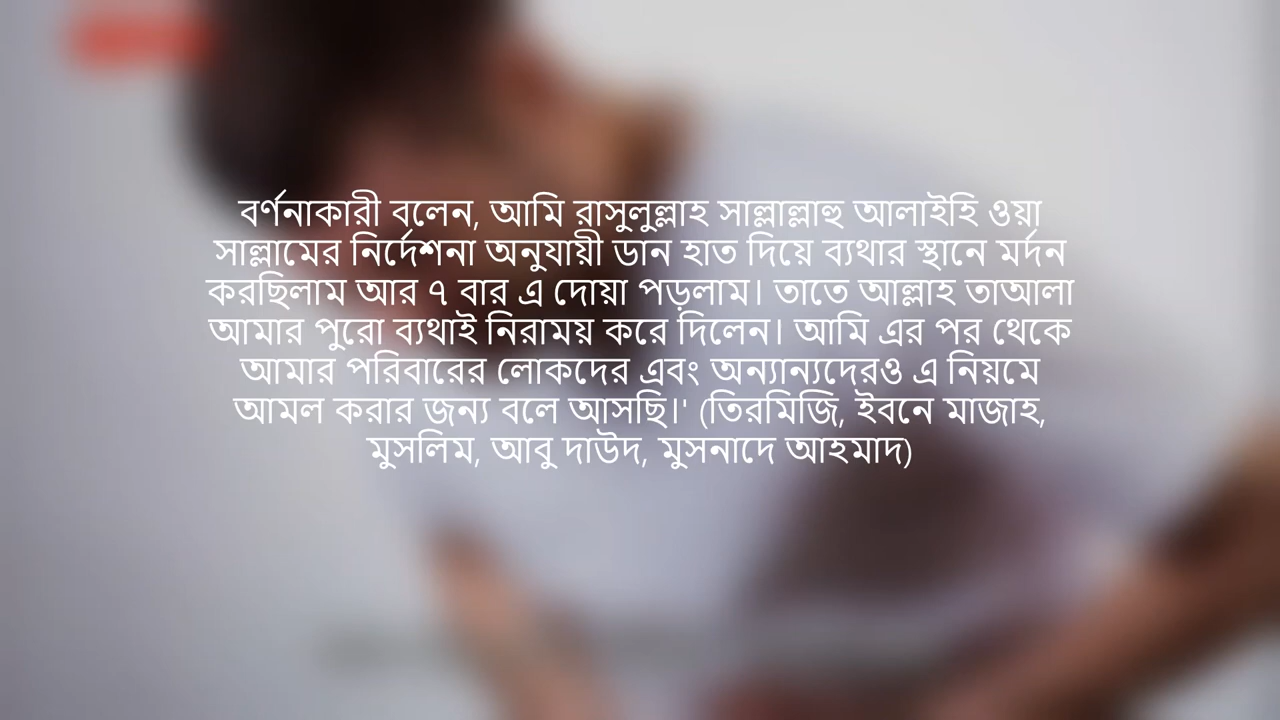 বর্ণনাকারী বলেন, আমি রাসুলুল্লাহ সাল্লাল্লাহু আলাইহি ওয়া
সাল্লামের নির্দেশনা অনুযায়ী ডান হাত দিয়ে ব্যথার স্থানে মর্দন
করছিলাম আর ৭ বার এ দোয়া পড়লাম। তাতে আল্লাহ তাআলা
আমার পুরো ব্যথাই নিরাময় করে দিলেন। আমি এর পর থেকে
আমার পরিবারের লোকদের এবং অন্যান্যদেরও এ নিয়মে
আমল করার জন্য বলে আসছি।' (তিরমিজি, ইবনে মাজাহ,
মুসলিম, আবু দাউদ, মুসনাদে আহমাদ)